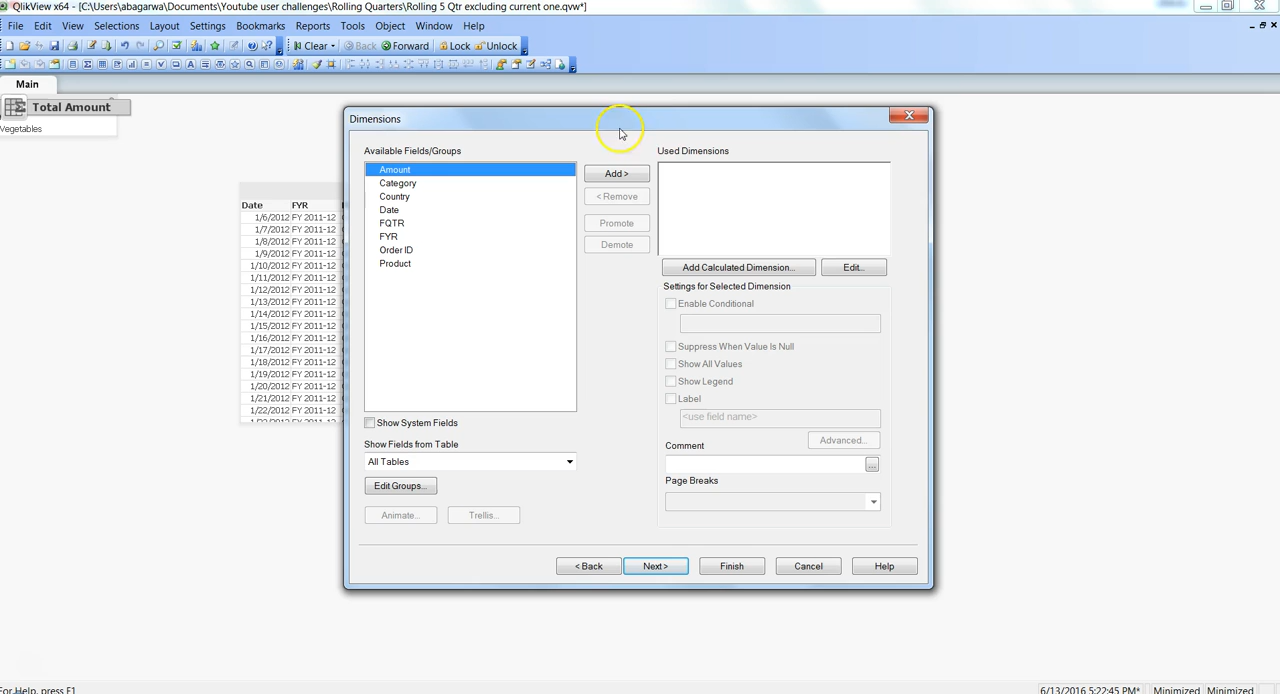 QlikView x64 - [C:\Users\abagarwa\Documents\Youtube user challenges\Rolling Quarters\Rolling 5 Qtr excluding current one.qvw*]
File Edit View Selections Layout Settings Bookmarks Reports Tools Object Window Help
Clear Back Forward Lock Unlock
Main
Total Amount
Vegetables
Date FYR
1/6/2012 FY 2011-12
1/7/2012 FY 2011-12
1/8/2012 FY 2011-12
1/9/2012 FY 2011-12
1/10/2012 FY 2011-12
1/11/2012 FY 2011-12
1/12/2012 FY 2011-12
1/13/2012 FY 2011-12
1/14/2012 FY 2011-12
1/15/2012 FY 2011-12
1/16/2012 FY 2011-12
1/17/2012 FY 2011-12
1/18/2012 FY 2011-12
1/19/2012 FY 2011-12
1/20/2012 FY 2011-12
1/21/2012 FY 2011-12
1/22/2012 FY 2011-12
Dimensions
Available Fields/Groups
Amount
Category
Country
Date
FQTR
FYR
Order ID
Product
Show System Fields
Show Fields from Table
All Tables
Edit Groups...
Animate... Trellis...
Add >
< Remove
Promote
Demote
Used Dimensions
Add Calculated Dimension... Edit...
Settings for Selected Dimension
Enable Conditional
Suppress When Value Is Null
Show All Values
Show Legend
Label
<use field name>
Advanced...
Comment
...
Page Breaks
< Back Next > Finish Cancel Help
For Help, press F1
6/13/2016 5:22:45 PM* Minimized Minimized